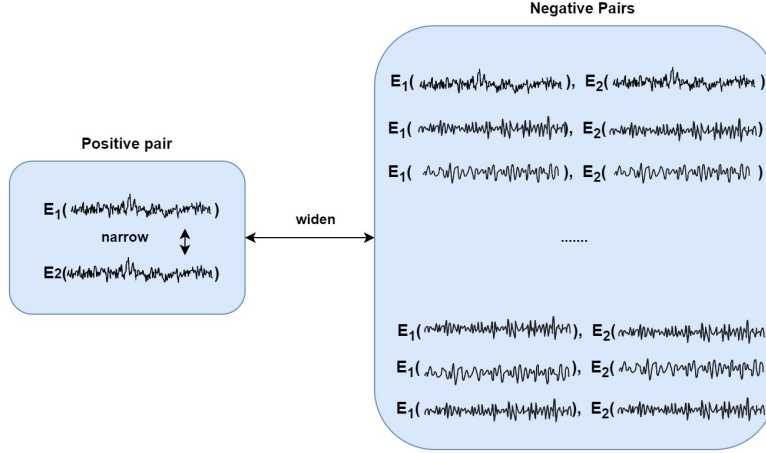 Negative Pairs
E1( ), E2( )
E1( ), E2( )
E1( ), E2( )
Positive pair
E1( )
narrow
E2( )
widen
.......
E1( ), E2(
E1( ), E2(
E1( ), E2(